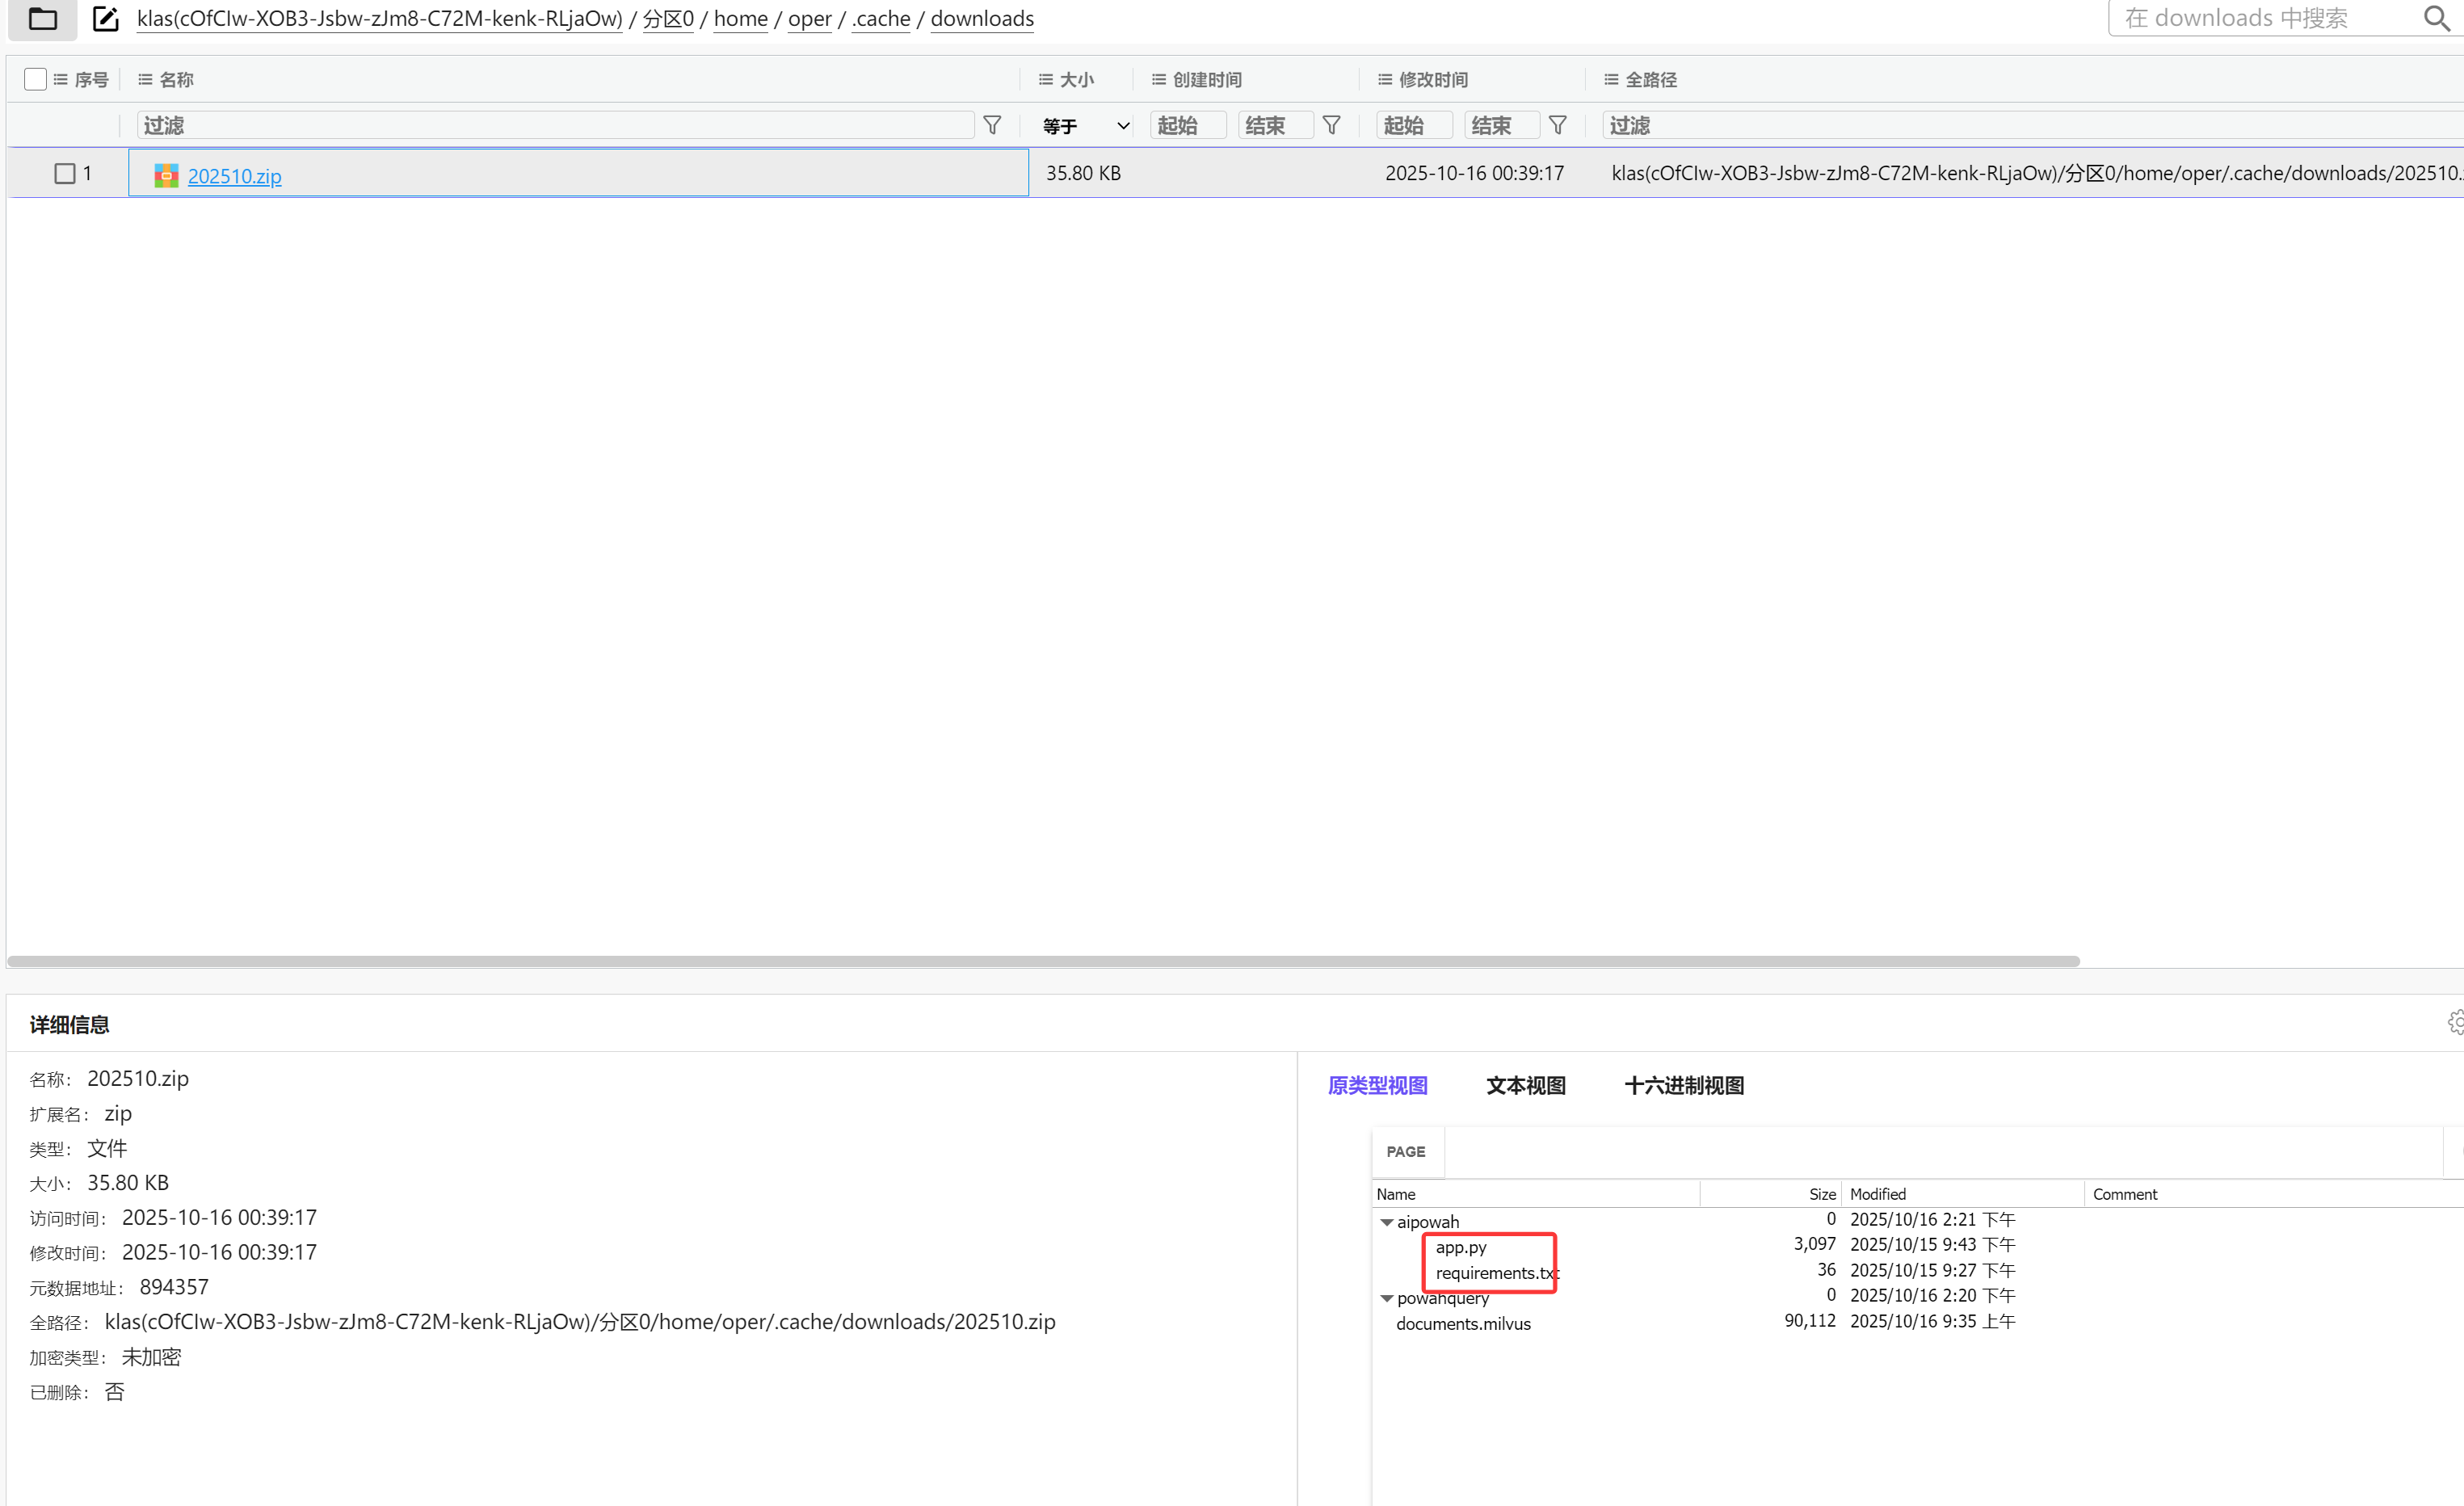 klas(cOfCIw-XOB3-Jsbw-zJm8-C72M-kenk-RLjaOw) / 分区0 / home / oper / .cache / downloads
在 downloads 中搜索
序号 名称 大小 创建时间 修改时间 全路径
过滤 等于 起始 结束 起始 结束 过滤
1 202510.zip 35.80 KB 2025-10-16 00:39:17 klas(cOfCIw-XOB3-Jsbw-zJm8-C72M-kenk-RLjaOw)/分区0/home/oper/.cache/downloads/202510.
详细信息
名称： 202510.zip
扩展名： zip
类型： 文件
大小： 35.80 KB
访问时间： 2025-10-16 00:39:17
修改时间： 2025-10-16 00:39:17
元数据地址： 894357
全路径： klas(cOfCIw-XOB3-Jsbw-zJm8-C72M-kenk-RLjaOw)/分区0/home/oper/.cache/downloads/202510.zip
加密类型： 未加密
已删除： 否
原类型视图 文本视图 十六进制视图
PAGE
Name Size Modified Comment
aipowah 0 2025/10/16 2:21 下午
app.py 3,097 2025/10/15 9:43 下午
requirements.txt 36 2025/10/15 9:27 下午
powahquery 0 2025/10/16 2:20 下午
documents.milvus 90,112 2025/10/16 9:35 上午